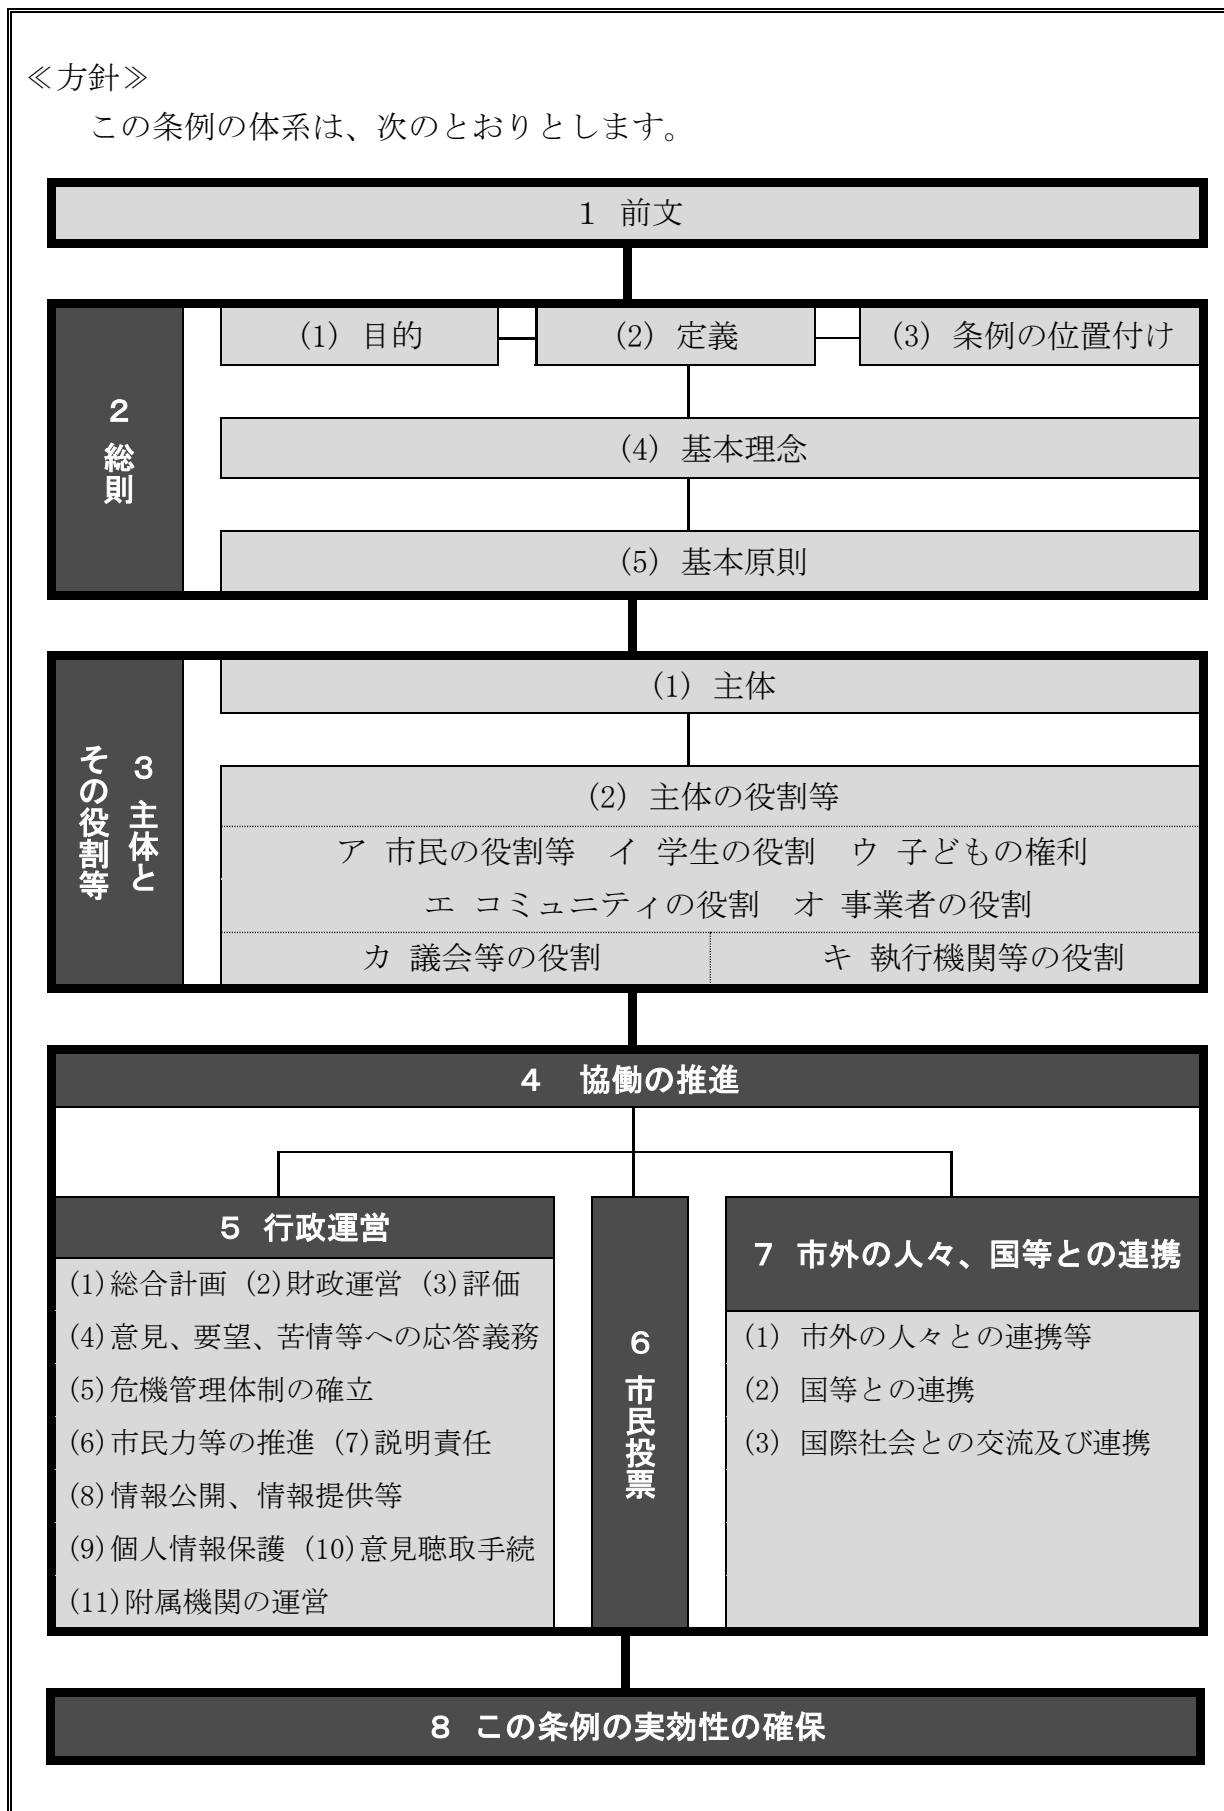 ≪方針≫
この条例の体系は、次のとおりとします。
１ 前文
２ 総則
(1) 目的
(2) 定義
(3) 条例の位置付け
(4) 基本理念
(5) 基本原則
３ 主体と
その役割等
(1) 主体
(2) 主体の役割等
ア 市民の役割等 イ 学生の役割 ウ 子どもの権利
エ コミュニティの役割 オ 事業者の役割
カ 議会等の役割
キ 執行機関等の役割
４ 協働の推進
５ 行政運営
(1)総合計画 (2)財政運営 (3)評価
(4)意見、要望、苦情等への応答義務
(5)危機管理体制の確立
(6)市民力等の推進 (7)説明責任
(8)情報公開、情報提供等
(9)個人情報保護 (10)意見聴取手続
(11)附属機関の運営
６ 市民投票
７ 市外の人々、国等との連携
(1) 市外の人々との連携等
(2) 国等との連携
(3) 国際社会との交流及び連携
８ この条例の実効性の確保